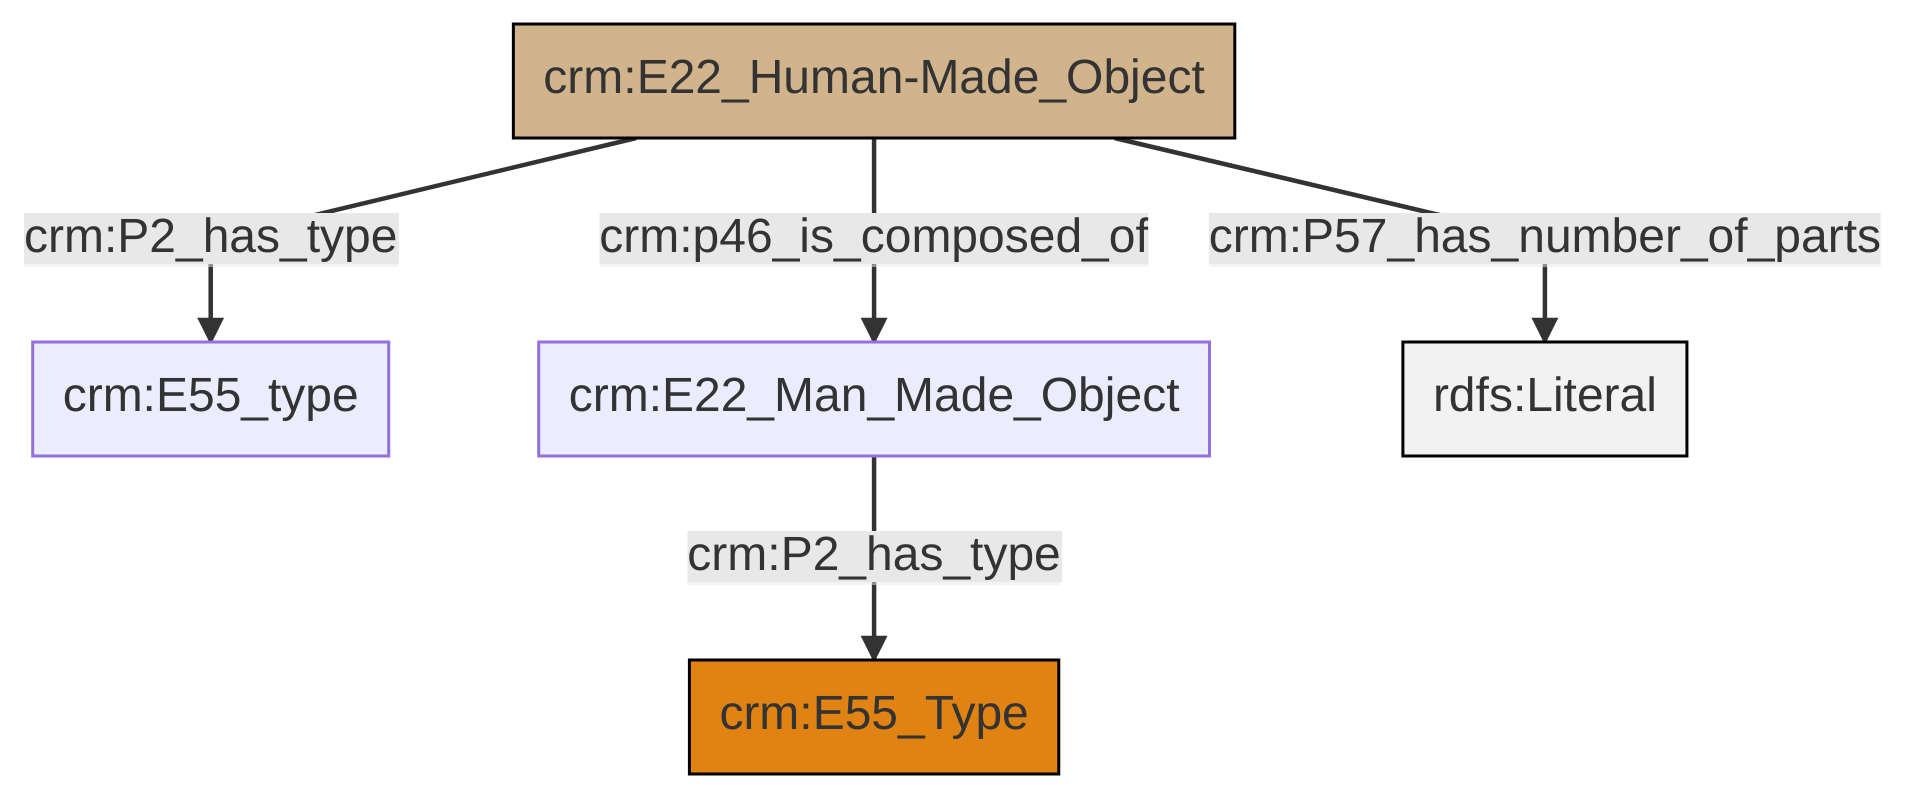 crm:E22_Human-Made_Object
crm:P2_has_type
crm:p46_is_composed_of
crm:P57_has_number_of_parts
crm:E55_type
crm:E22_Man_Made_Object
rdfs:Literal
crm:P2_has_type
crm:E55_Type